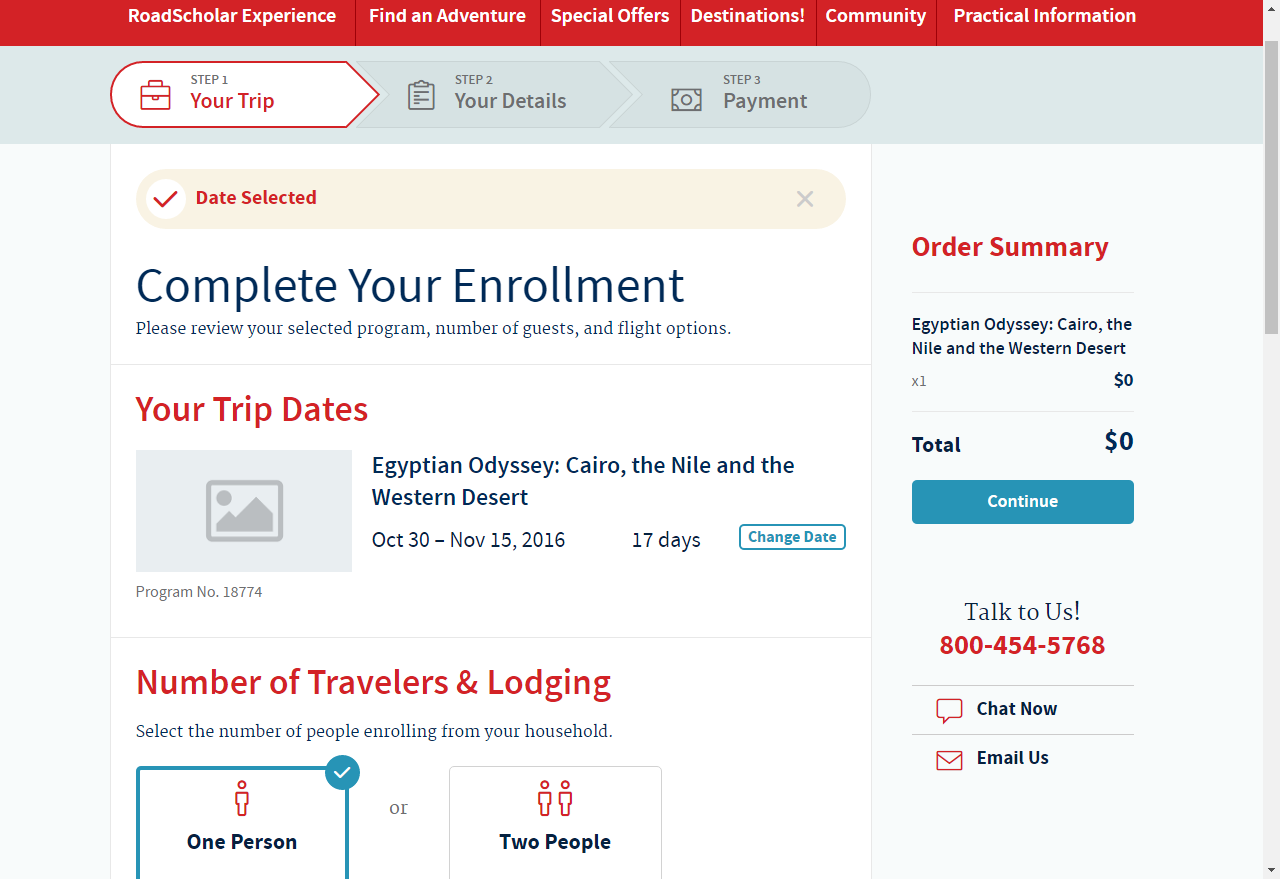 RoadScholar Experience
Find an Adventure
Special Offers
Destinations!
Community
Practical Information
STEP 1
Your Trip
STEP 2
Your Details
STEP 3
Payment
Date Selected
Complete Your Enrollment
Please review your selected program, number of guests, and flight options.
Your Trip Dates
Egyptian Odyssey: Cairo, the Nile and the
Western Desert
Oct 30 – Nov 15, 2016
17 days
Change Date
Program No. 18774
Number of Travelers & Lodging
Select the number of people enrolling from your household.
One Person
or
Two People
Order Summary
Egyptian Odyssey: Cairo, the
Nile and the Western Desert
x1
$0
Total
$0
Continue
Talk to Us!
800-454-5768
Chat Now
Email Us